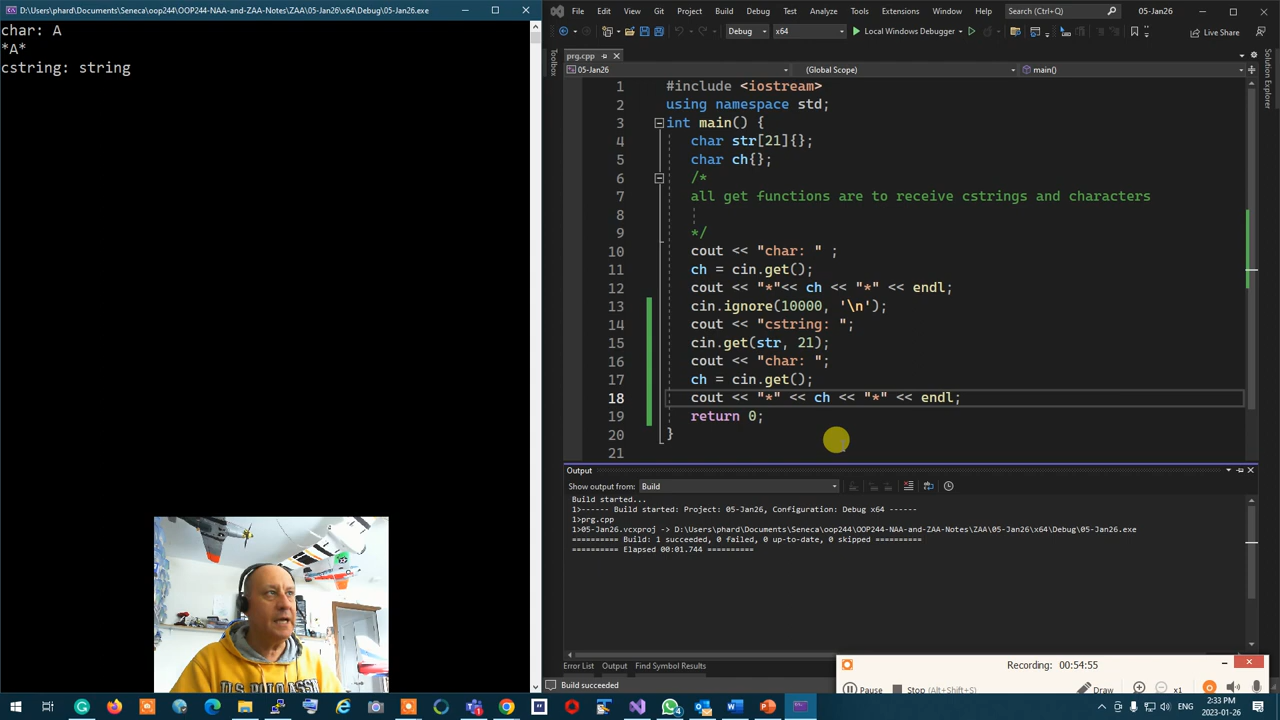 D:\Users\phard\Documents\Seneca\oop244\OOP244-NAA-and-ZAA-Notes\ZAA\05-Jan26\x64\Debug\05-Jan26.exe
char: A
*A*
cstring: string
File Edit View Git Project Build Debug Test Analyze Tools Extensions Window Help Search (Ctrl+Q) 05-Jan26
Debug x64 Local Windows Debugger Live Share
prg.cpp
05-Jan26 (Global Scope) main()
Toolbox
Solution Explorer
1 #include <iostream>
2 using namespace std;
3 int main() {
4 char str[21]{};
5 char ch{};
6 /*
7 all get functions are to receive cstrings and characters
8
9 */
10 cout << "char: " ;
11 ch = cin.get();
12 cout << "*"<< ch << "*" << endl;
13 cin.ignore(10000, '\n');
14 cout << "cstring: ";
15 cin.get(str, 21);
16 cout << "char: ";
17 ch = cin.get();
18 cout << "*" << ch << "*" << endl;
19 return 0;
20 }
21
Output
Show output from: Build
Build started...
1>------ Build started: Project: 05-Jan26, Configuration: Debug x64 ------
1>prg.cpp
1>05-Jan26.vcxproj -> D:\Users\phard\Documents\Seneca\oop244\OOP244-NAA-and-ZAA-Notes\ZAA\05-Jan26\x64\Debug\05-Jan26.exe
========== Build: 1 succeeded, 0 failed, 0 up-to-date, 0 skipped ==========
========== Elapsed 00:01.744 ==========
Error List Output Find Symbol Results
Build succeeded
Recording: 00:54:55
Pause Stop (Alt+Shift+S) Draw x1
ENG 2:33 PM
2023-01-26